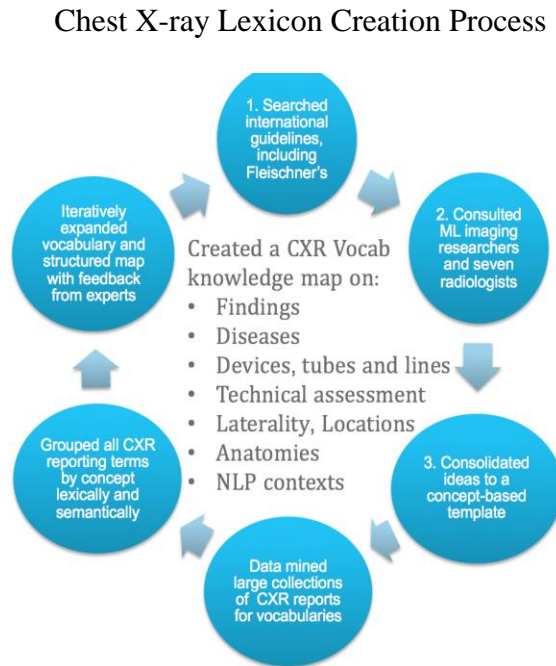 Chest X-ray Lexicon Creation Process
1. Searched
international
guidelines,
including
Fleischner's
2. Consulted
ML imaging
researchers
and seven
radiologists
3. Consolidated
ideas to a
concept-based
template
Data mined
large collections
of CXR reports
for vocabularies
Grouped all CXR
reporting terms
by concept
lexically and
semantically
Iteratively
expanded
vocabulary and
structured map
with feedback
from experts
Created a CXR Vocab
knowledge map on:
• Findings
• Diseases
• Devices, tubes and lines
• Technical assessment
• Laterality, Locations
• Anatomies
• NLP contexts